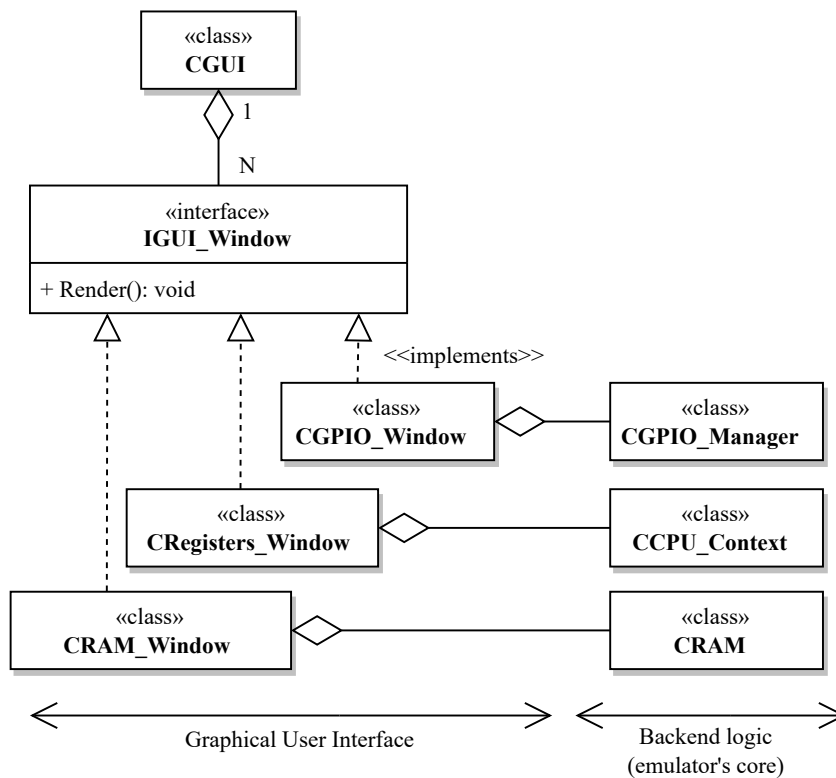 «class»
CGUI
1
N
«interface»
IGUI_Window
+ Render(): void
<<implements>>
«class»
CGPIO_Window
«class»
CGPIO_Manager
«class»
CRegisters_Window
«class»
CCPU_Context
«class»
CRAM_Window
«class»
CRAM
Graphical User Interface
Backend logic
(emulator's core)